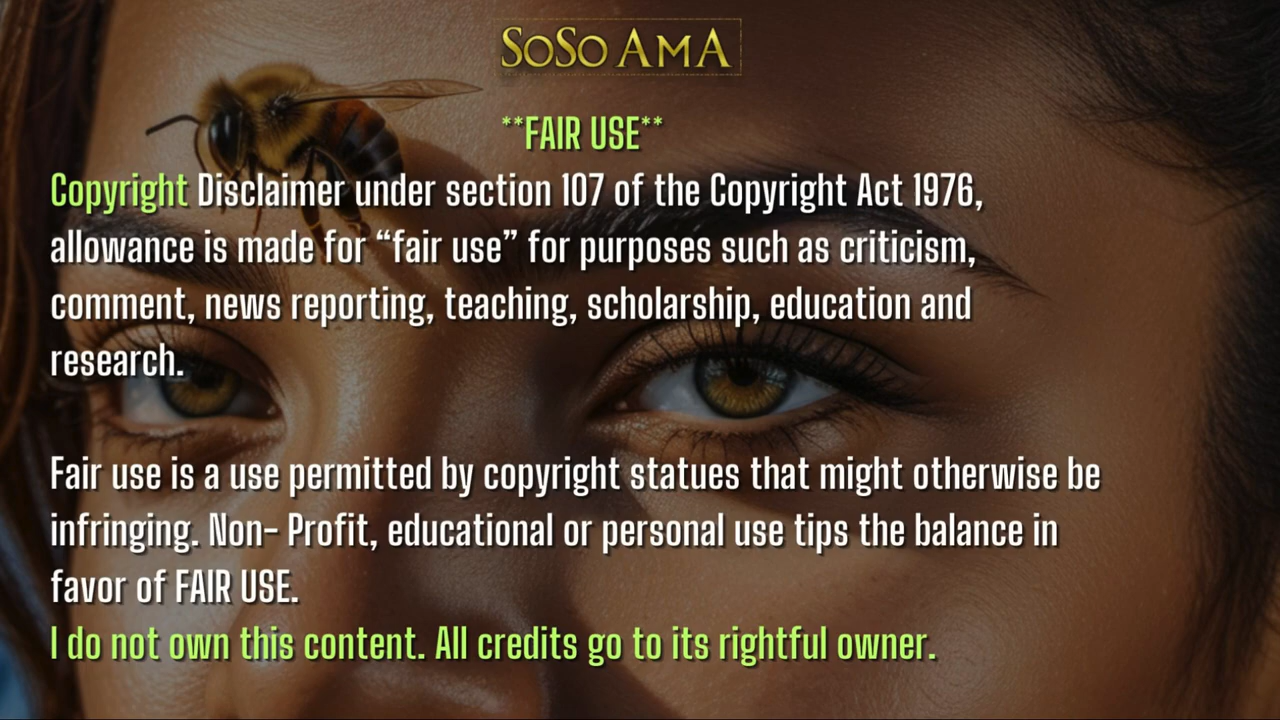 SoSo AmA
**FAIR USE**
Copyright Disclaimer under section 107 of the Copyright Act 1976,
allowance is made for “fair use” for purposes such as criticism,
comment, news reporting, teaching, scholarship, education and
research.
Fair use is a use permitted by copyright statues that might otherwise be
infringing. Non- Profit, educational or personal use tips the balance in
favor of FAIR USE.
I do not own this content. All credits go to its rightful owner.